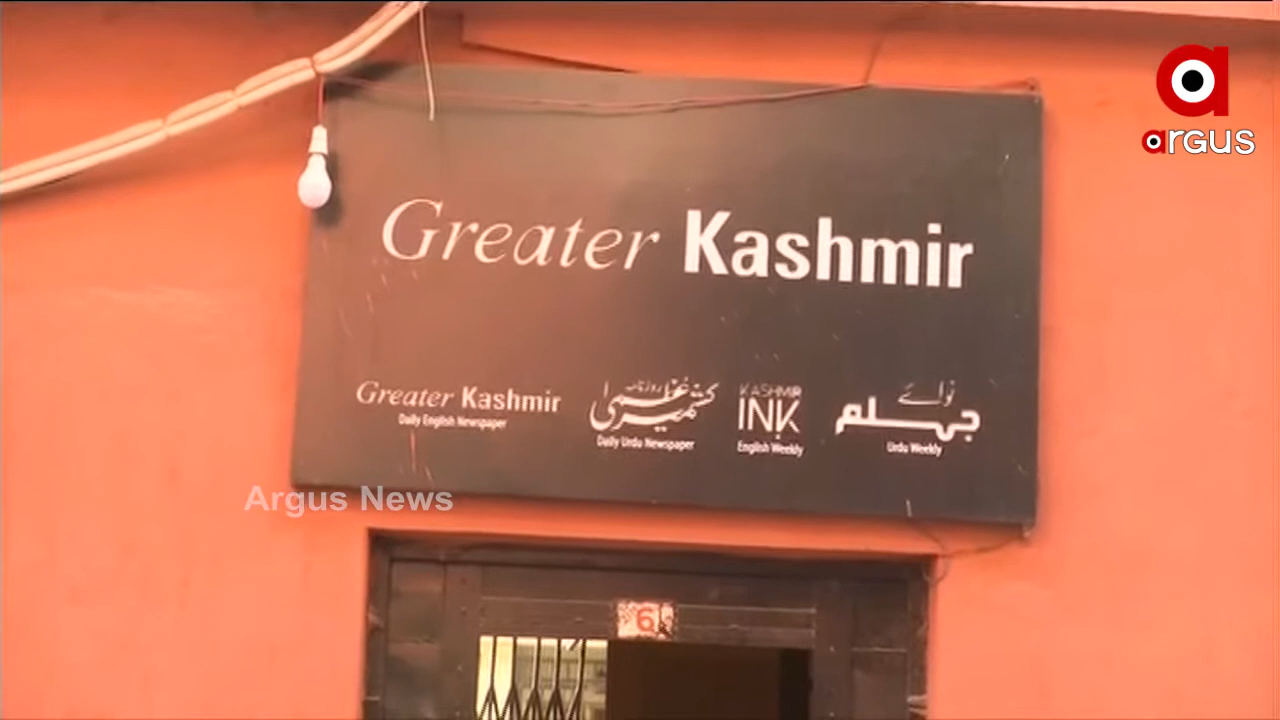 argus
Greater Kashmir
Greater Kashmir
Daily English Newspaper
روزنامہ
کشمیر عظمیٰ
Daily Urdu Newspaper
KASHMIR
INK
English Weekly
نوائے
جہلم
Urdu Weekly
Argus News
6